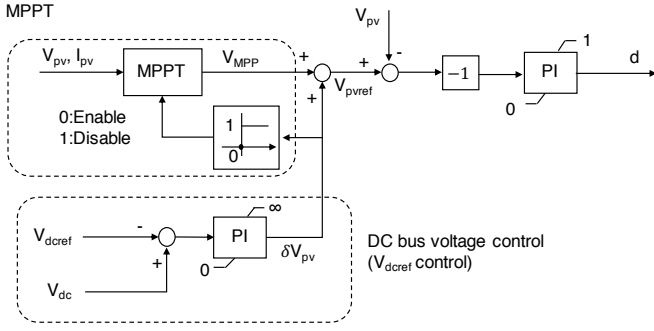 MPPT
V_pv
V_pv, I_pv
MPPT
V_MPP
+
+
V_pvref
+
-
−1
PI
1
0
d
0:Enable
1:Disable
1
0
V_dcref
-
+
V_dc
PI
∞
0
δV_pv
DC bus voltage control
(V_dcref control)